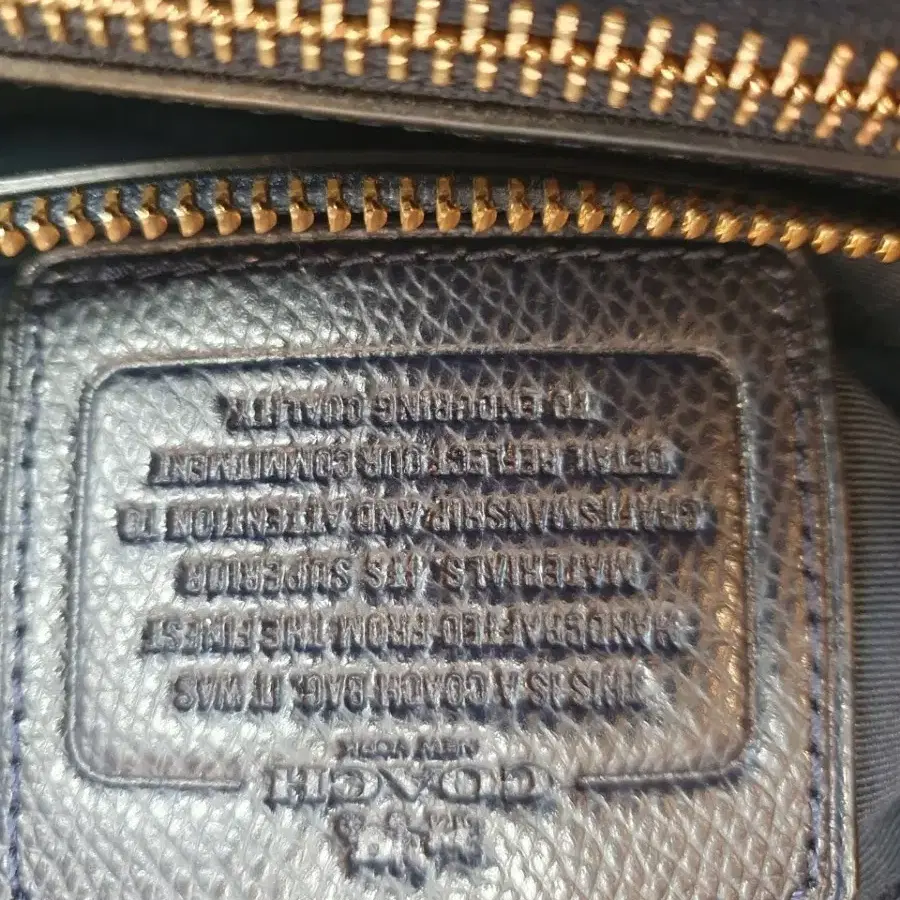 COACH
NEW YORK
THIS IS A COACH BAG. IT WAS
HANDCRAFTED FROM THE FINEST
MATERIALS. ITS SUPERIOR
CRAFTSMANSHIP AND ATTENTION TO
DETAIL REFLECT OUR COMMITMENT
TO ENDURING QUALITY.